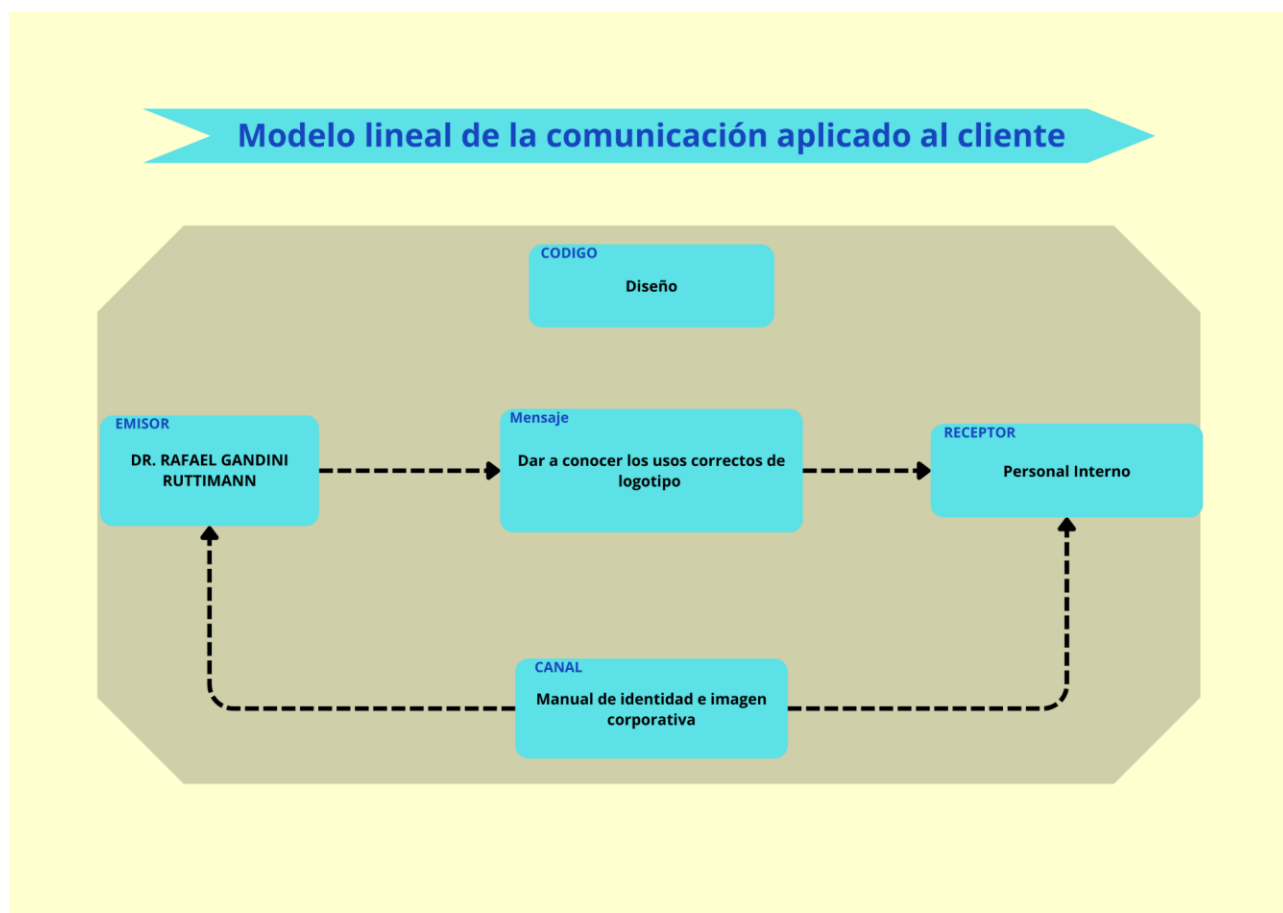 Modelo lineal de la comunicación aplicado al cliente
CODIGO
Diseño
EMISOR
DR. RAFAEL GANDINI
RUTTIMANN
Mensaje
Dar a conocer los usos correctos de
logotipo
RECEPTOR
Personal Interno
CANAL
Manual de identidad e imagen
corporativa